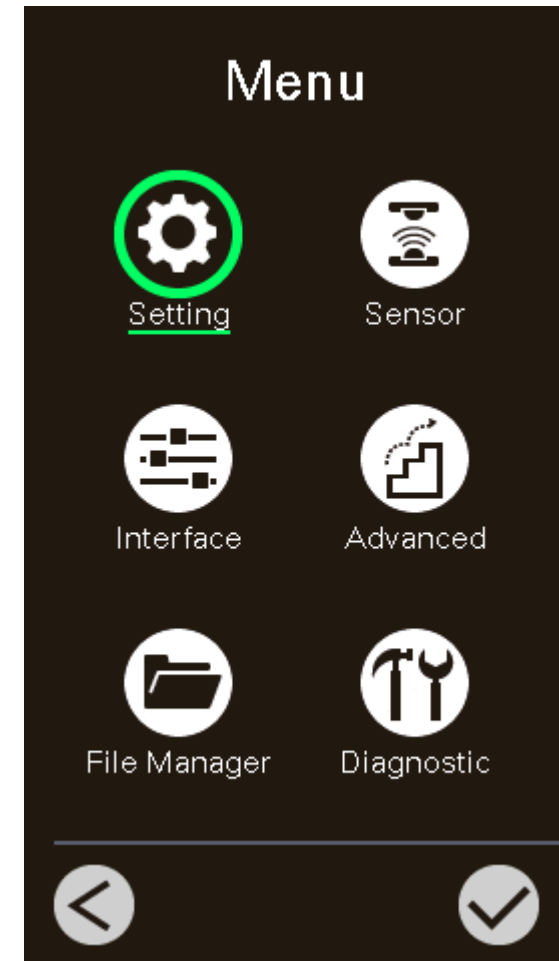 Menu
Setting
Sensor
Interface
Advanced
File Manager
Diagnostic